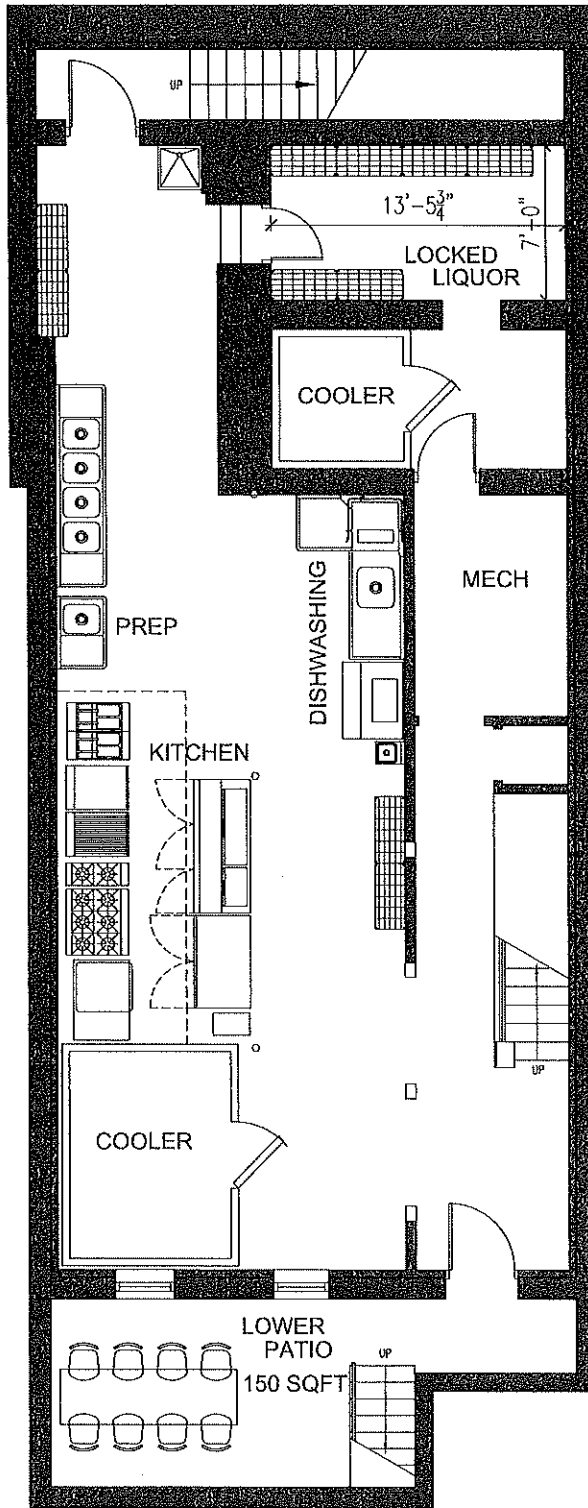 UP
13'-5¾"
7'-0"
LOCKED
LIQUOR
COOLER
MECH
DISHWASHING
PREP
KITCHEN
UP
COOLER
LOWER
PATIO
150 SQFT
UP